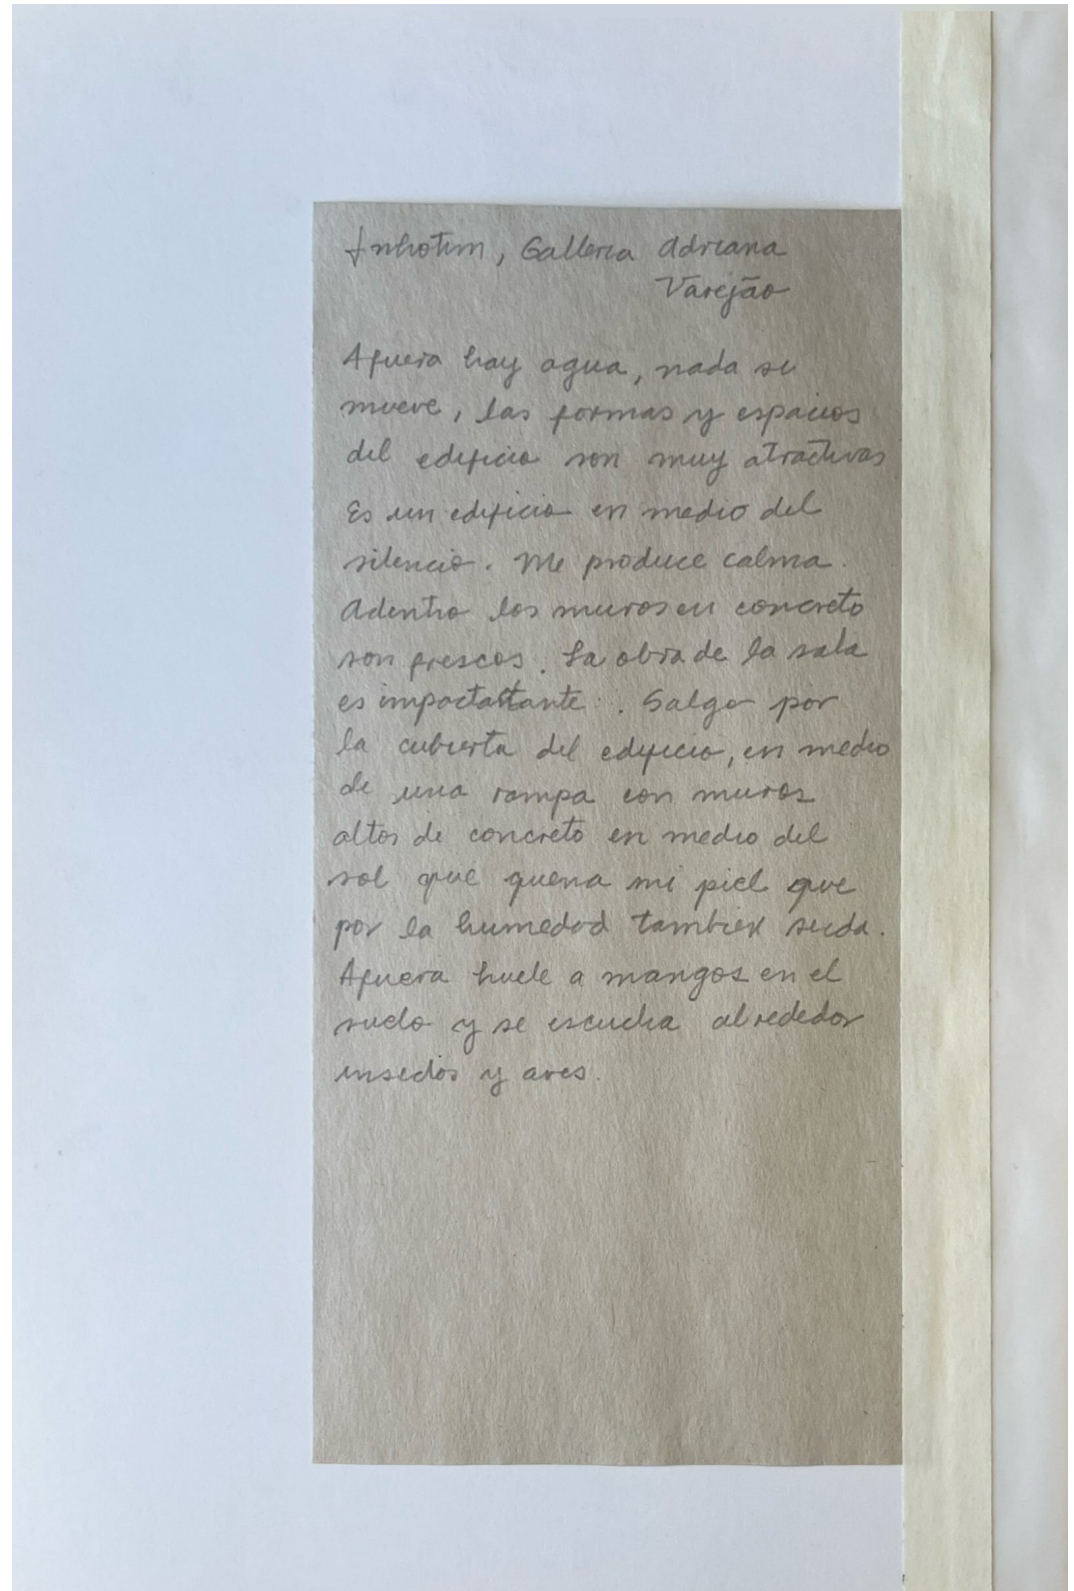 Inhotim, Galleria Adriana
Varejão
Afuera hay agua, nada se
mueve, las formas y espacios
del edificio son muy atractivas
Es un edificio en medio del
silencio. Me produce calma.
Adentro los muros en concreto
son frescos. La obra de la sala
es impactante. Salgo por
la cubierta del edificio, en medio
de una rampa con muros
altos de concreto en medio del
sol que quema mi piel que
por la humedad tambien suda.
Afuera huele a mangos en el
suelo y se escucha alrededor
insectos y aves.